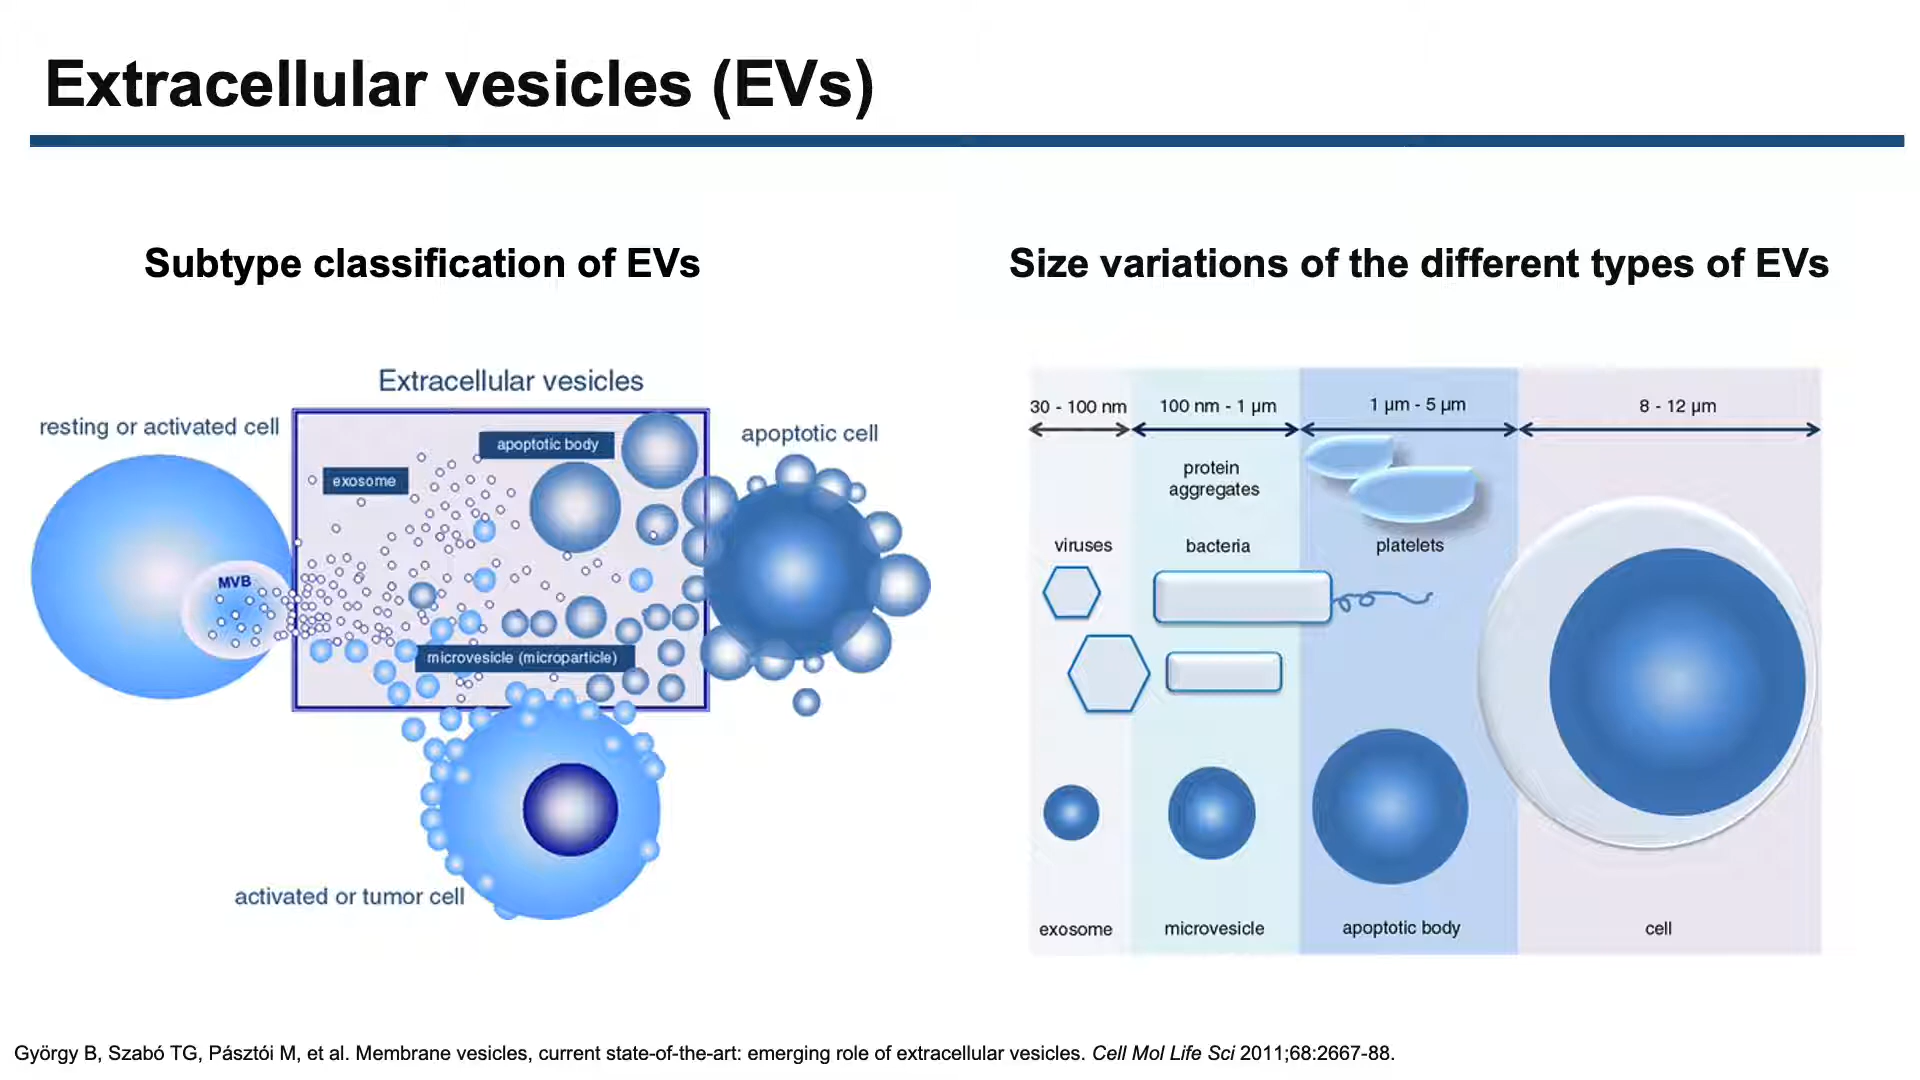 Extracellular vesicles (EVs)
Subtype classification of EVs
Extracellular vesicles
resting or activated cell
apoptotic body
exosome
apoptotic cell
MVB
microvesicle (microparticle)
activated or tumor cell
Size variations of the different types of EVs
30 - 100 nm
100 nm - 1 µm
1 µm - 5 µm
8 - 12 µm
protein
aggregates
viruses
bacteria
platelets
exosome
microvesicle
apoptotic body
cell
György B, Szabó TG, Pásztói M, et al. Membrane vesicles, current state-of-the-art: emerging role of extracellular vesicles. Cell Mol Life Sci 2011;68:2667-88.